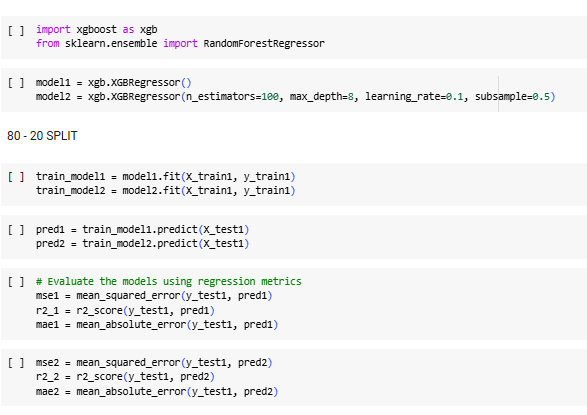 [ ] import xgboost as xgb
from sklearn.ensemble import RandomForestRegressor
[ ] model1 = xgb.XGBRegressor()
model2 = xgb.XGBRegressor(n_estimators=100, max_depth=8, learning_rate=0.1, subsample=0.5)
80 - 20 SPLIT
[ ] train_model1 = model1.fit(X_train1, y_train1)
train_model2 = model2.fit(X_train1, y_train1)
[ ] pred1 = train_model1.predict(X_test1)
pred2 = train_model2.predict(X_test1)
[ ] # Evaluate the models using regression metrics
mse1 = mean_squared_error(y_test1, pred1)
r2_1 = r2_score(y_test1, pred1)
mae1 = mean_absolute_error(y_test1, pred1)
[ ] mse2 = mean_squared_error(y_test1, pred2)
r2_2 = r2_score(y_test1, pred2)
mae2 = mean_absolute_error(y_test1, pred2)